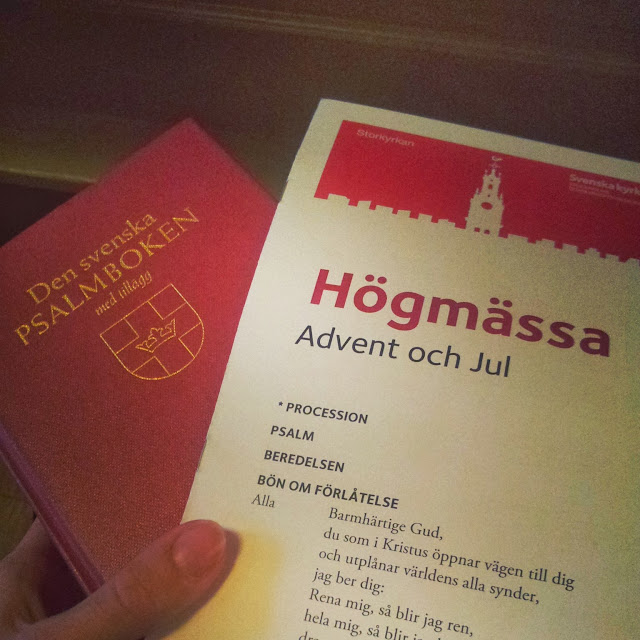 Den svenska
PSALMBOKEN
med tillägg
Storkyrkan
Svenska
Högmässa
Advent och Jul
* PROCESSION
PSALM
BEREDELSEN
BÖN OM FÖRLÅTELSE
Alla Barmhärtige Gud,
du som i Kristus öppnar vägen till dig
och utplånar världens alla synder,
jag ber dig:
Rena mig, så blir jag ren,
hela mig, så blir jag